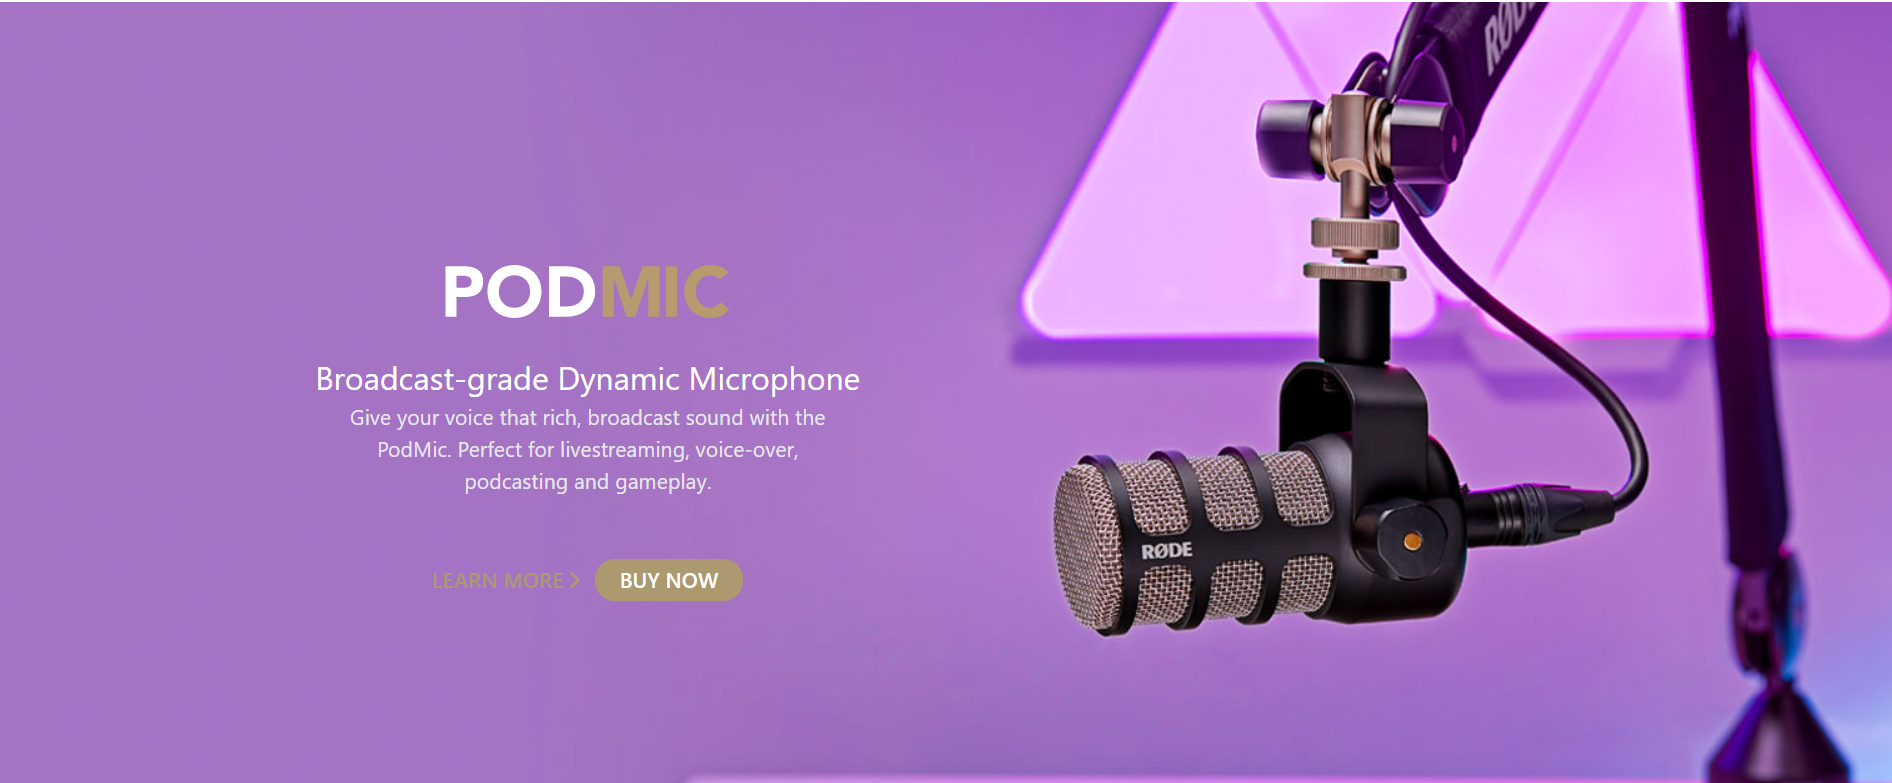 RØDE
PODMIC
Broadcast-grade Dynamic Microphone
Give your voice that rich, broadcast sound with the
PodMic. Perfect for livestreaming, voice-over,
podcasting and gameplay.
RØDE
LEARN MORE >
BUY NOW